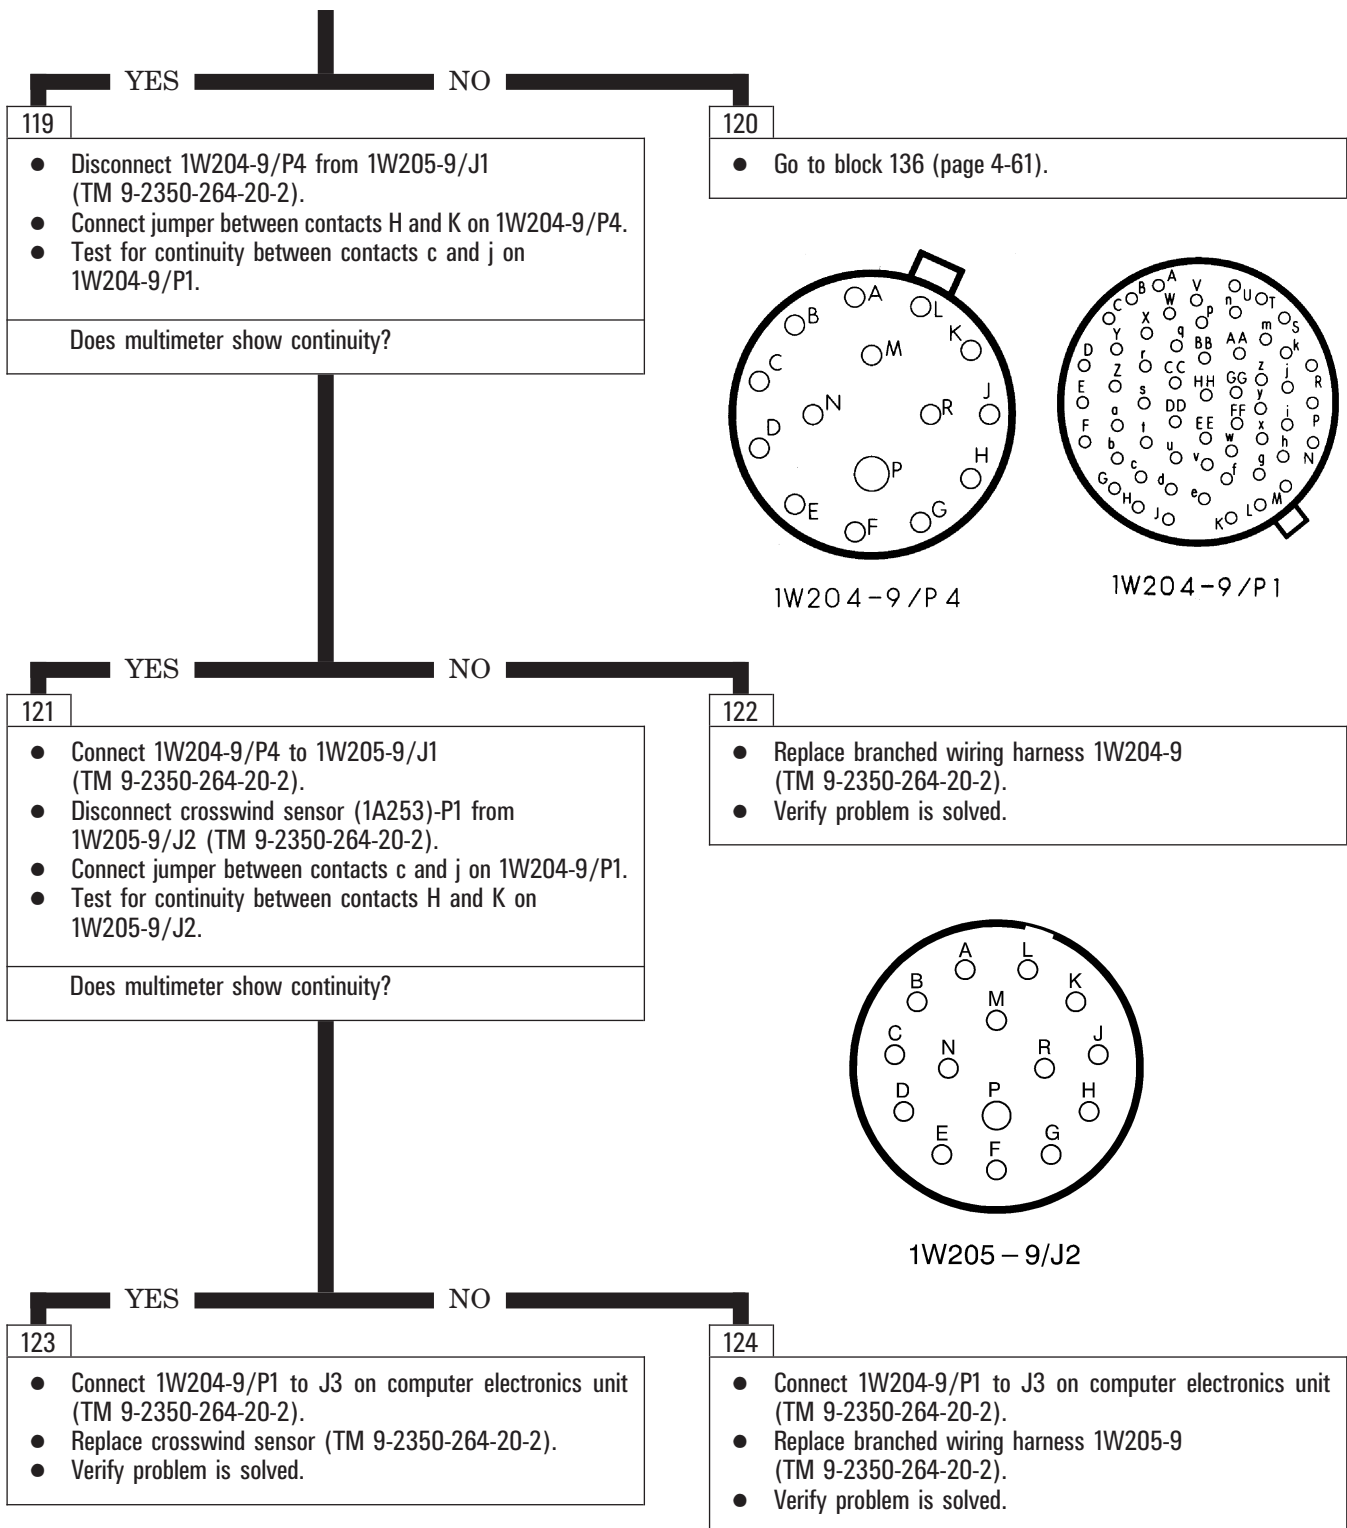 YES
NO
119
● Disconnect 1W204-9/P4 from 1W205-9/J1
(TM 9-2350-264-20-2).
● Connect jumper between contacts H and K on 1W204-9/P4.
● Test for continuity between contacts c and j on
1W204-9/P1.
Does multimeter show continuity?
120
● Go to block 136 (page 4-61).
A
B
C
D
E
F
G
H
J
K
L
M
N
P
R
1W204-9/P4
A
B
C
D
E
F
G
H
J
K
L
M
N
P
R
S
T
U
V
W
X
Y
Z
a
b
c
d
e
f
g
h
i
j
k
m
n
p
q
r
s
t
u
v
w
x
y
z
AA
BB
CC
DD
EE
FF
GG
HH
1W204-9/P1
YES
NO
121
● Connect 1W204-9/P4 to 1W205-9/J1
(TM 9-2350-264-20-2).
● Disconnect crosswind sensor (1A253)-P1 from
1W205-9/J2 (TM 9-2350-264-20-2).
● Connect jumper between contacts c and j on 1W204-9/P1.
● Test for continuity between contacts H and K on
1W205-9/J2.
Does multimeter show continuity?
122
● Replace branched wiring harness 1W204-9
(TM 9-2350-264-20-2).
● Verify problem is solved.
A
L
B
K
M
C
J
N
R
D
P
H
E
F
G
1W205-9/J2
YES
NO
123
● Connect 1W204-9/P1 to J3 on computer electronics unit
(TM 9-2350-264-20-2).
● Replace crosswind sensor (TM 9-2350-264-20-2).
● Verify problem is solved.
124
● Connect 1W204-9/P1 to J3 on computer electronics unit
(TM 9-2350-264-20-2).
● Replace branched wiring harness 1W205-9
(TM 9-2350-264-20-2).
● Verify problem is solved.